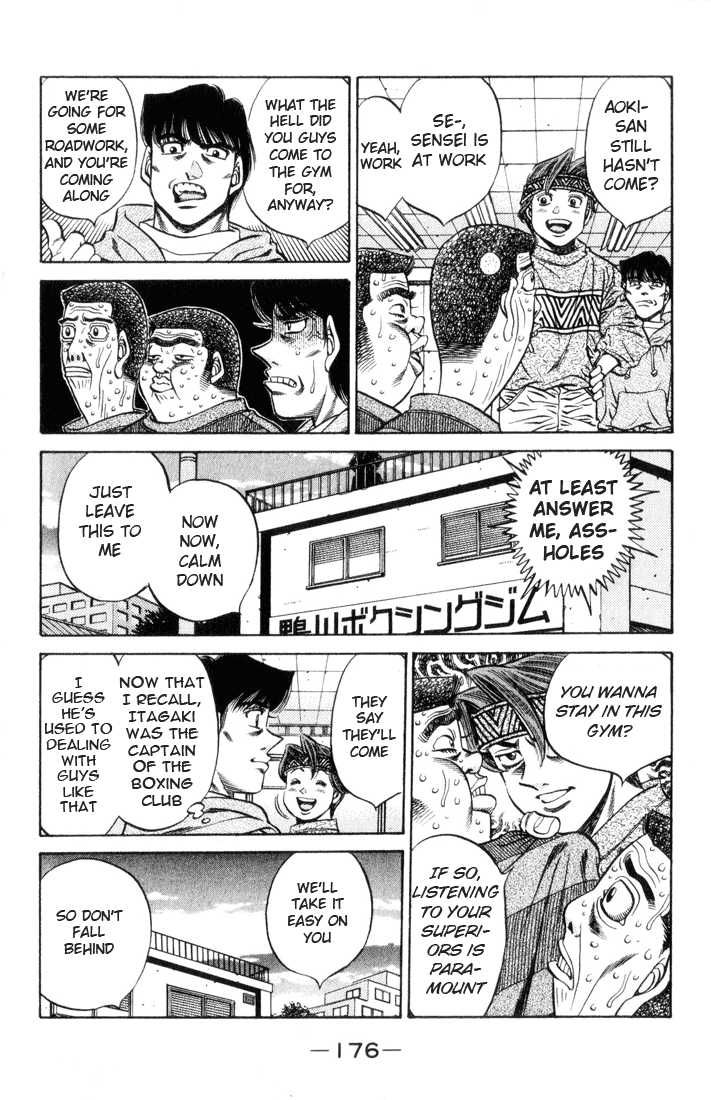 AOKI-
SAN
STILL
HASN'T
COME?
SE-,
SENSEI IS
AT WORK
YEAH,
WORK
WHAT THE
HELL DID
YOU GUYS
COME TO
THE GYM
FOR,
ANYWAY?
WE'RE
GOING FOR
SOME
ROADWORK,
AND YOU'RE
COMING
ALONG
AT LEAST
ANSWER
ME, ASS-
HOLES
NOW
NOW,
CALM
DOWN
JUST
LEAVE
THIS TO
ME
鴨川ボクシングジム
YOU WANNA
STAY IN THIS
GYM?
IF SO,
LISTENING
TO YOUR
SUPERI-
ORS IS
PARA-
MOUNT
THEY
SAY
THEY'LL
COME
NOW THAT
I RECALL,
ITAGAKI
WAS THE
CAPTAIN
OF THE
BOXING
CLUB
I
GUESS
HE'S
USED TO
DEALING
WITH
GUYS
LIKE
THAT
WE'LL
TAKE IT
EASY ON
YOU
SO DON'T
FALL
BEHIND
—176—